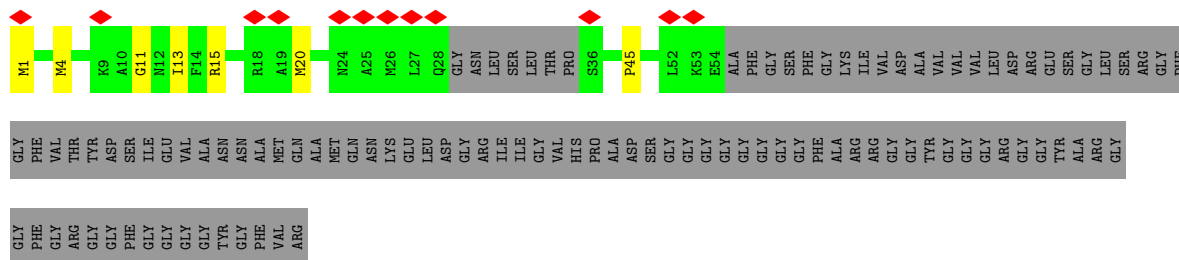 M1 M4 K9 A10 G11 N12 I13 F14 R15 R18 A19 M20 N24 A25 M26 L27 Q28 GLY ASN LEU SER LEU THR PRO S36 P45 L52 K53 E54 ALA PHE GLY SER PHE GLY LYS ILE VAL ASP ALA VAL VAL VAL LEU ASP ARG GLU SER GLY LEU SER ARG GLY PHE
GLY PHE VAL THR TYR ASP SER ILE GLU VAL ALA ASN ASN ALA MET GLN ALA MET GLN ASN LYS GLU LEU ASP GLY ARG ILE ILE GLY VAL HIS PRO ALA ASP SER GLY GLY GLY GLY GLY GLY GLY PHE ALA ARG ARG GLY GLY TYR GLY GLY GLY ARG GLY GLY TYR ALA ARG GLY
GLY PHE GLY ARG GLY GLY PHE GLY GLY GLY GLY TYR GLY PHE VAL ARG